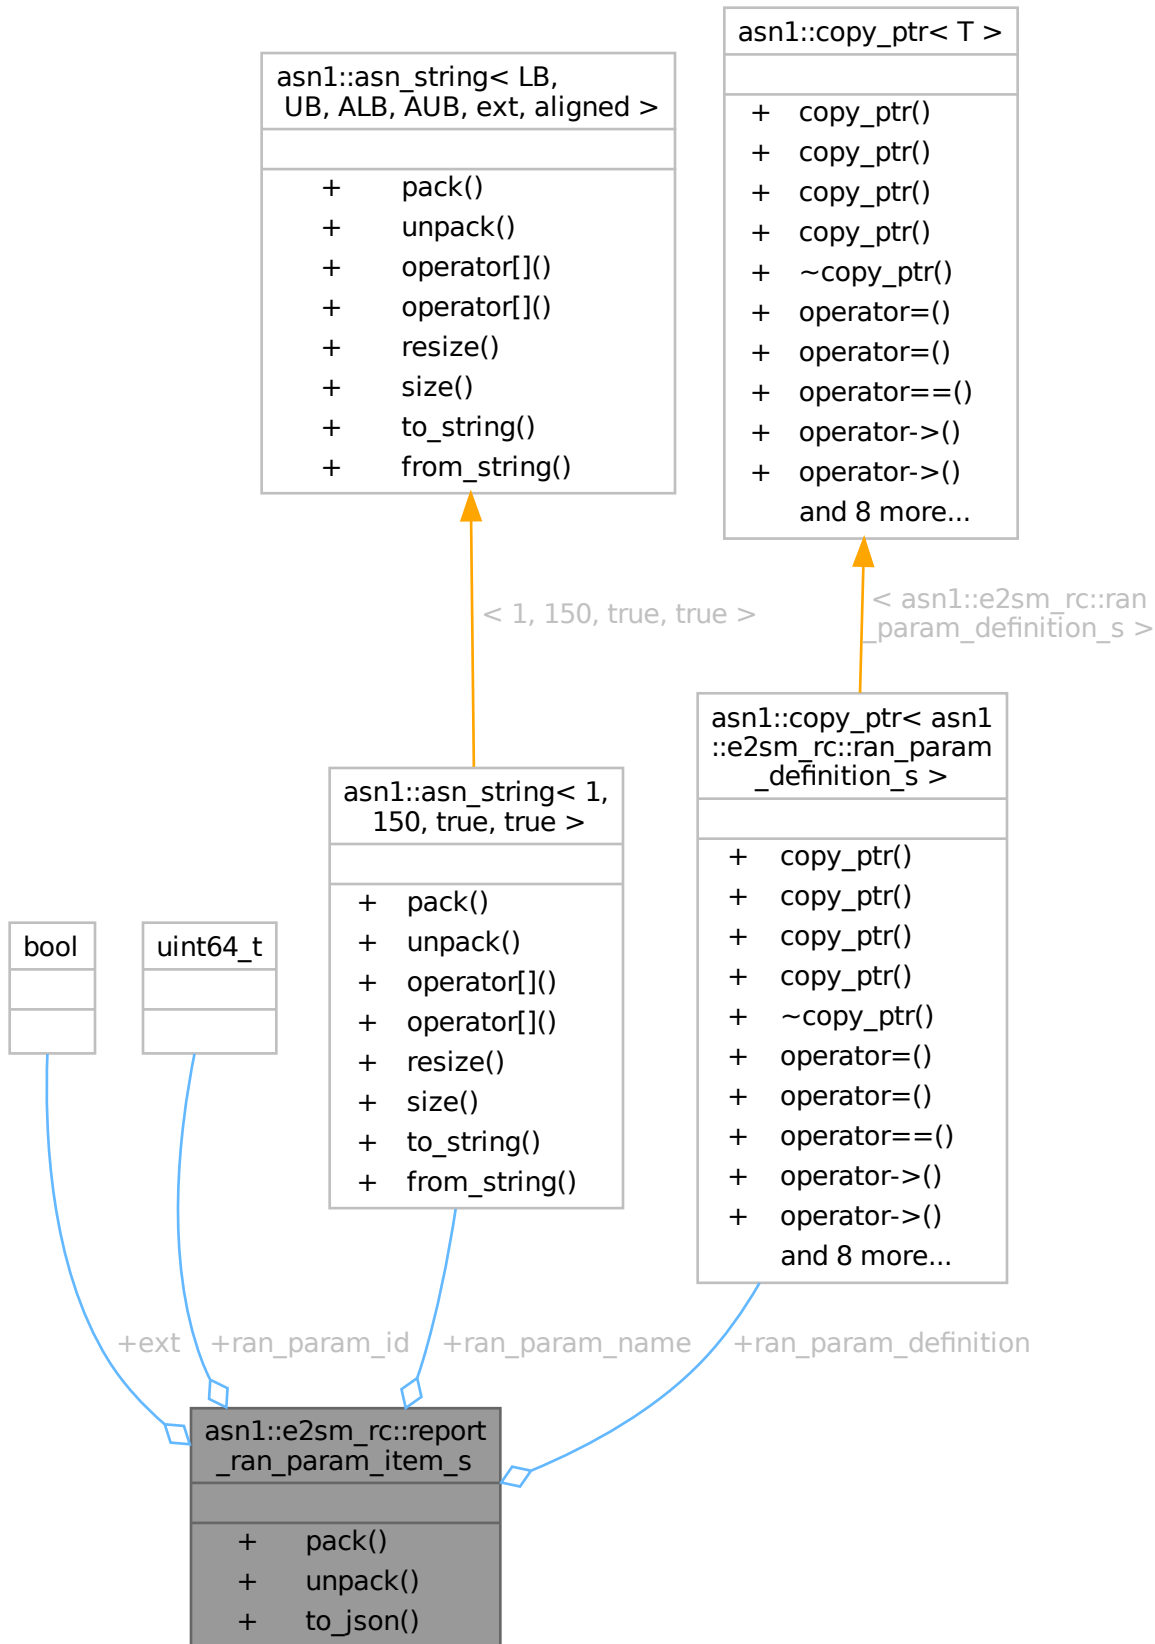 asn1::copy_ptr< T >
+ copy_ptr()
+ copy_ptr()
+ copy_ptr()
+ copy_ptr()
+ ~copy_ptr()
+ operator=()
+ operator=()
+ operator==()
+ operator->()
+ operator->()
and 8 more...
asn1::asn_string< LB,
UB, ALB, AUB, ext, aligned >
+ pack()
+ unpack()
+ operator[]()
+ operator[]()
+ resize()
+ size()
+ to_string()
+ from_string()
< 1, 150, true, true >
< asn1::e2sm_rc::ran
_param_definition_s >
asn1::copy_ptr< asn1
::e2sm_rc::ran_param
_definition_s >
+ copy_ptr()
+ copy_ptr()
+ copy_ptr()
+ copy_ptr()
+ ~copy_ptr()
+ operator=()
+ operator=()
+ operator==()
+ operator->()
+ operator->()
and 8 more...
asn1::asn_string< 1,
150, true, true >
+ pack()
+ unpack()
+ operator[]()
+ operator[]()
+ resize()
+ size()
+ to_string()
+ from_string()
bool
uint64_t
+ext
+ran_param_id
+ran_param_name
+ran_param_definition
asn1::e2sm_rc::report
_ran_param_item_s
+ pack()
+ unpack()
+ to_json()